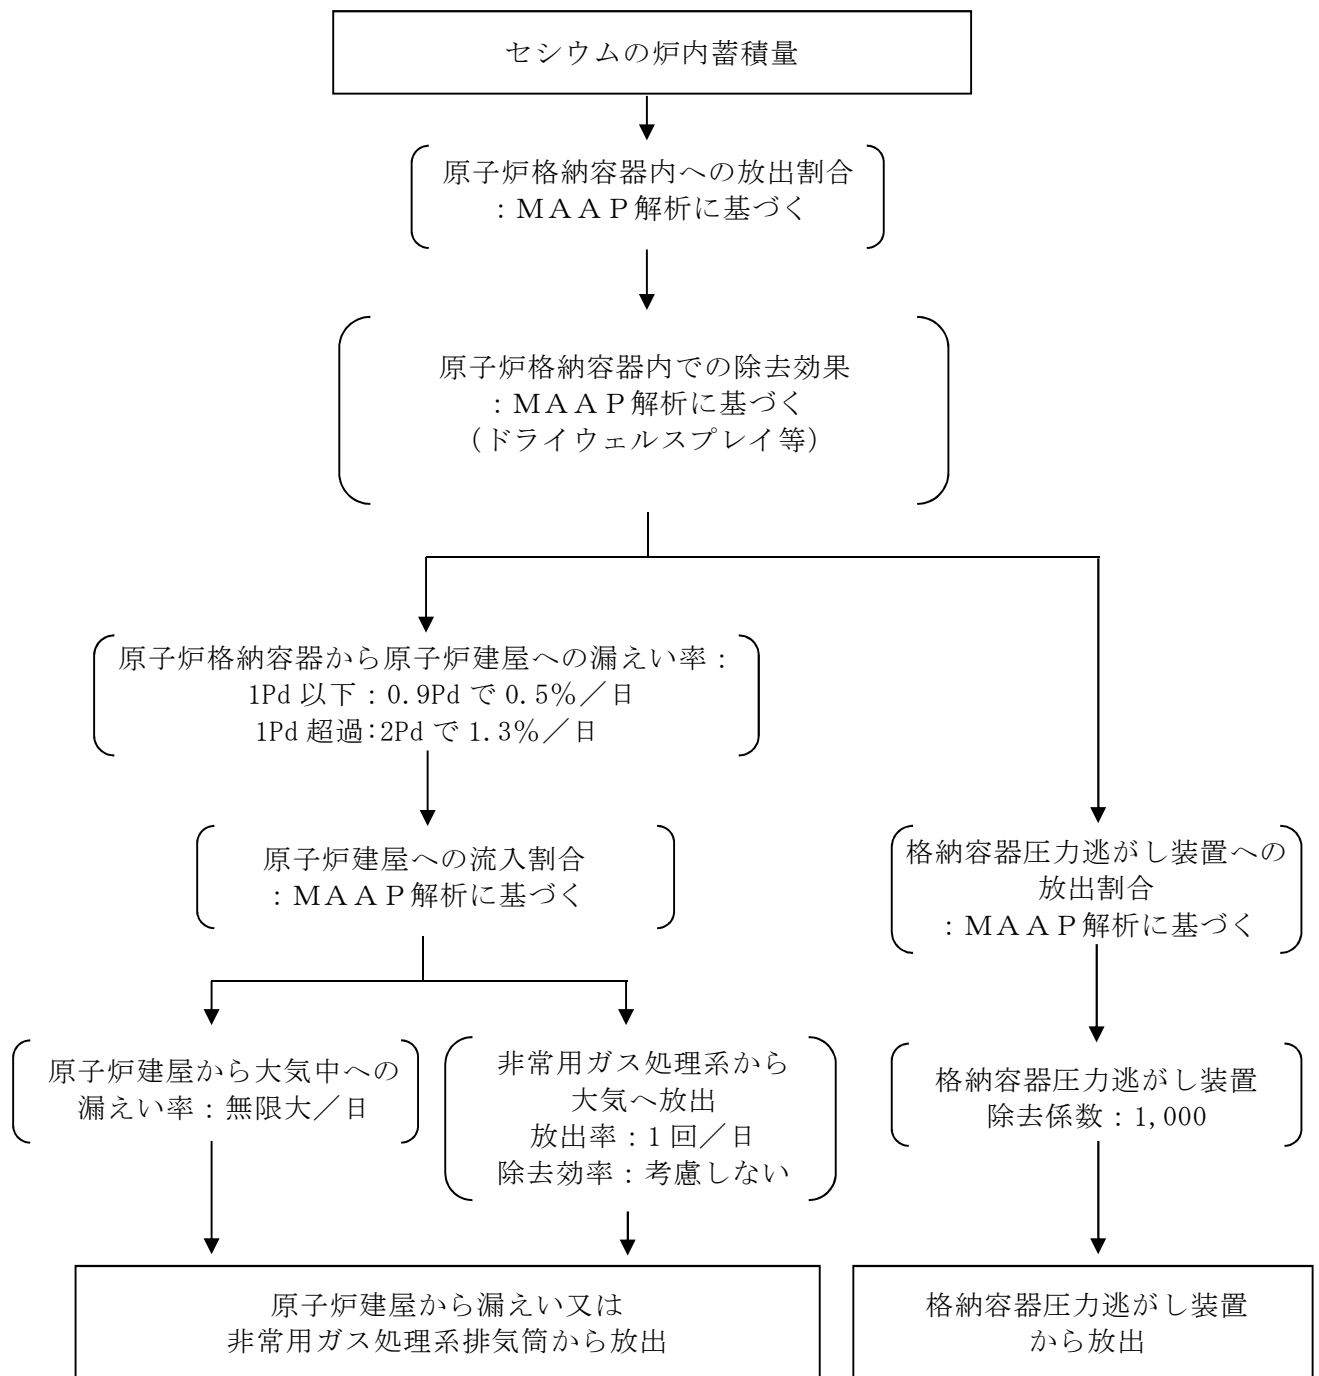 セシウムの炉内蓄積量
原子炉格納容器内への放出割合
：ＭＡＡＰ解析に基づく
原子炉格納容器内での除去効果
：ＭＡＡＰ解析に基づく
（ドライウェルスプレイ等）
原子炉格納容器から原子炉建屋への漏えい率：
1Pd 以下：0.9Pd で 0.5％／日
1Pd 超過：2Pd で 1.3％／日
原子炉建屋への流入割合
：ＭＡＡＰ解析に基づく
格納容器圧力逃がし装置への
放出割合
：ＭＡＡＰ解析に基づく
原子炉建屋から大気中への
漏えい率：無限大／日
非常用ガス処理系から
大気へ放出
放出率：1 回／日
除去効率：考慮しない
格納容器圧力逃がし装置
除去係数：1,000
原子炉建屋から漏えい又は
非常用ガス処理系排気筒から放出
格納容器圧力逃がし装置
から放出